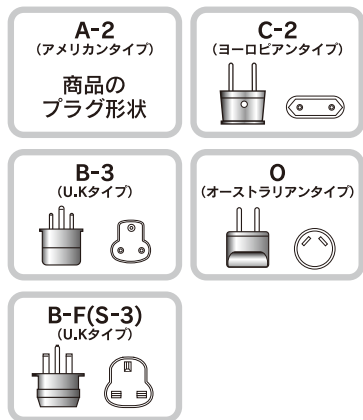 A-2
(アメリカンタイプ)
商品の
プラグ形状
C-2
(ヨーロピアンタイプ)
B-3
(U.Kタイプ)
O
(オーストラリアンタイプ)
B-F(S-3)
(U.Kタイプ)